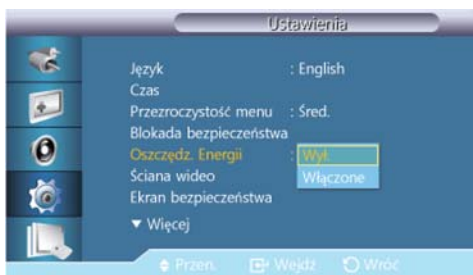 Ustawienia
Język : English
Czas
Przezroczystość menu : Śred.
Blokada bezpieczeństwa
Oszczędz. Energii : Wył.
Włączone
Ściana wideo
Ekran bezpieczeństwa
▼ Więcej
Przen. Wejdź Wróć